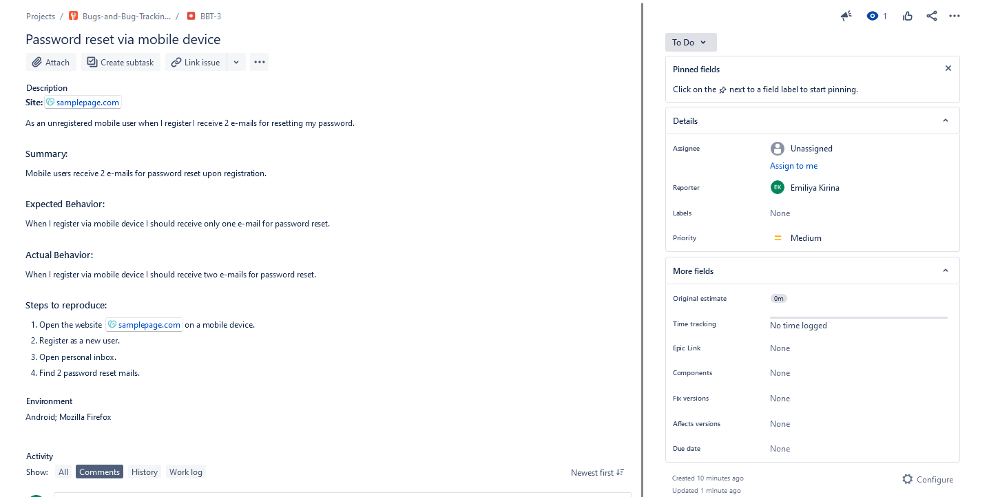 Projects / Bugs-and-Bug-Trackin... / BBT-3
Password reset via mobile device
Attach Create subtask Link issue
Description
Site: samplepage.com
As an unregistered mobile user when I register I receive 2 e-mails for resetting my password.
Summary:
Mobile users receive 2 e-mails for password reset upon registration.
Expected Behavior:
When I register via mobile device I should receive only one e-mail for password reset.
Actual Behavior:
When I register via mobile device I should receive two e-mails for password reset.
Steps to reproduce:
1. Open the website samplepage.com on a mobile device.
2. Register as a new user.
3. Open personal inbox.
4. Find 2 password reset mails.
Environment
Android; Mozilla Firefox
Activity
Show: All Comments History Work log Newest first
1
To Do
Pinned fields
Click on the next to a field label to start pinning.
Details
Assignee Unassigned
Assign to me
Reporter EK Emiliya Kirina
Labels None
Priority Medium
More fields
Original estimate 0m
Time tracking No time logged
Epic Link None
Components None
Fix versions None
Affects versions None
Due date None
Created 10 minutes ago Configure
Updated 1 minute ago